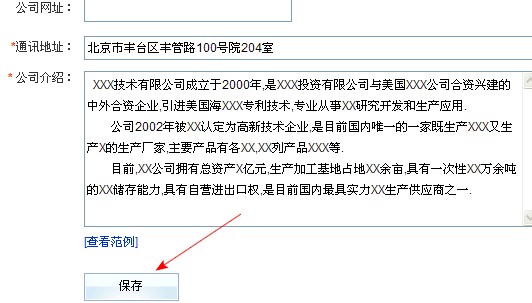 公司网址：
*通讯地址： 北京市丰台区丰管路100号院204室
* 公司介绍：
XXX技术有限公司成立于2000年,是XXX投资有限公司与美国XXX公司合资兴建的
中外合资企业,引进美国海XXX专利技术,专业从事XX研究开发和生产应用.
公司2002年被XX认定为高新技术企业,是目前国内唯一的一家既生产XXX又生
产X的生产厂家.主要产品有各XX,XX列产品XXX等.
目前,XX公司拥有总资产X亿元,生产加工基地占地XX余亩,具有一次性XX万余吨
的XX储存能力,具有自营进出口权,是目前国内最具实力XX生产供应商之一.
[查看范例]
保存